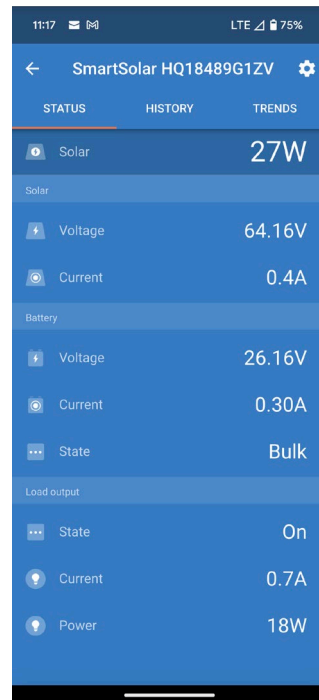 11:17 LTE 75%
SmartSolar HQ18489G1ZV
STATUS HISTORY TRENDS
Solar 27W
Solar
Voltage 64.16V
Current 0.4A
Battery
Voltage 26.16V
Current 0.30A
State Bulk
Load output
State On
Current 0.7A
Power 18W